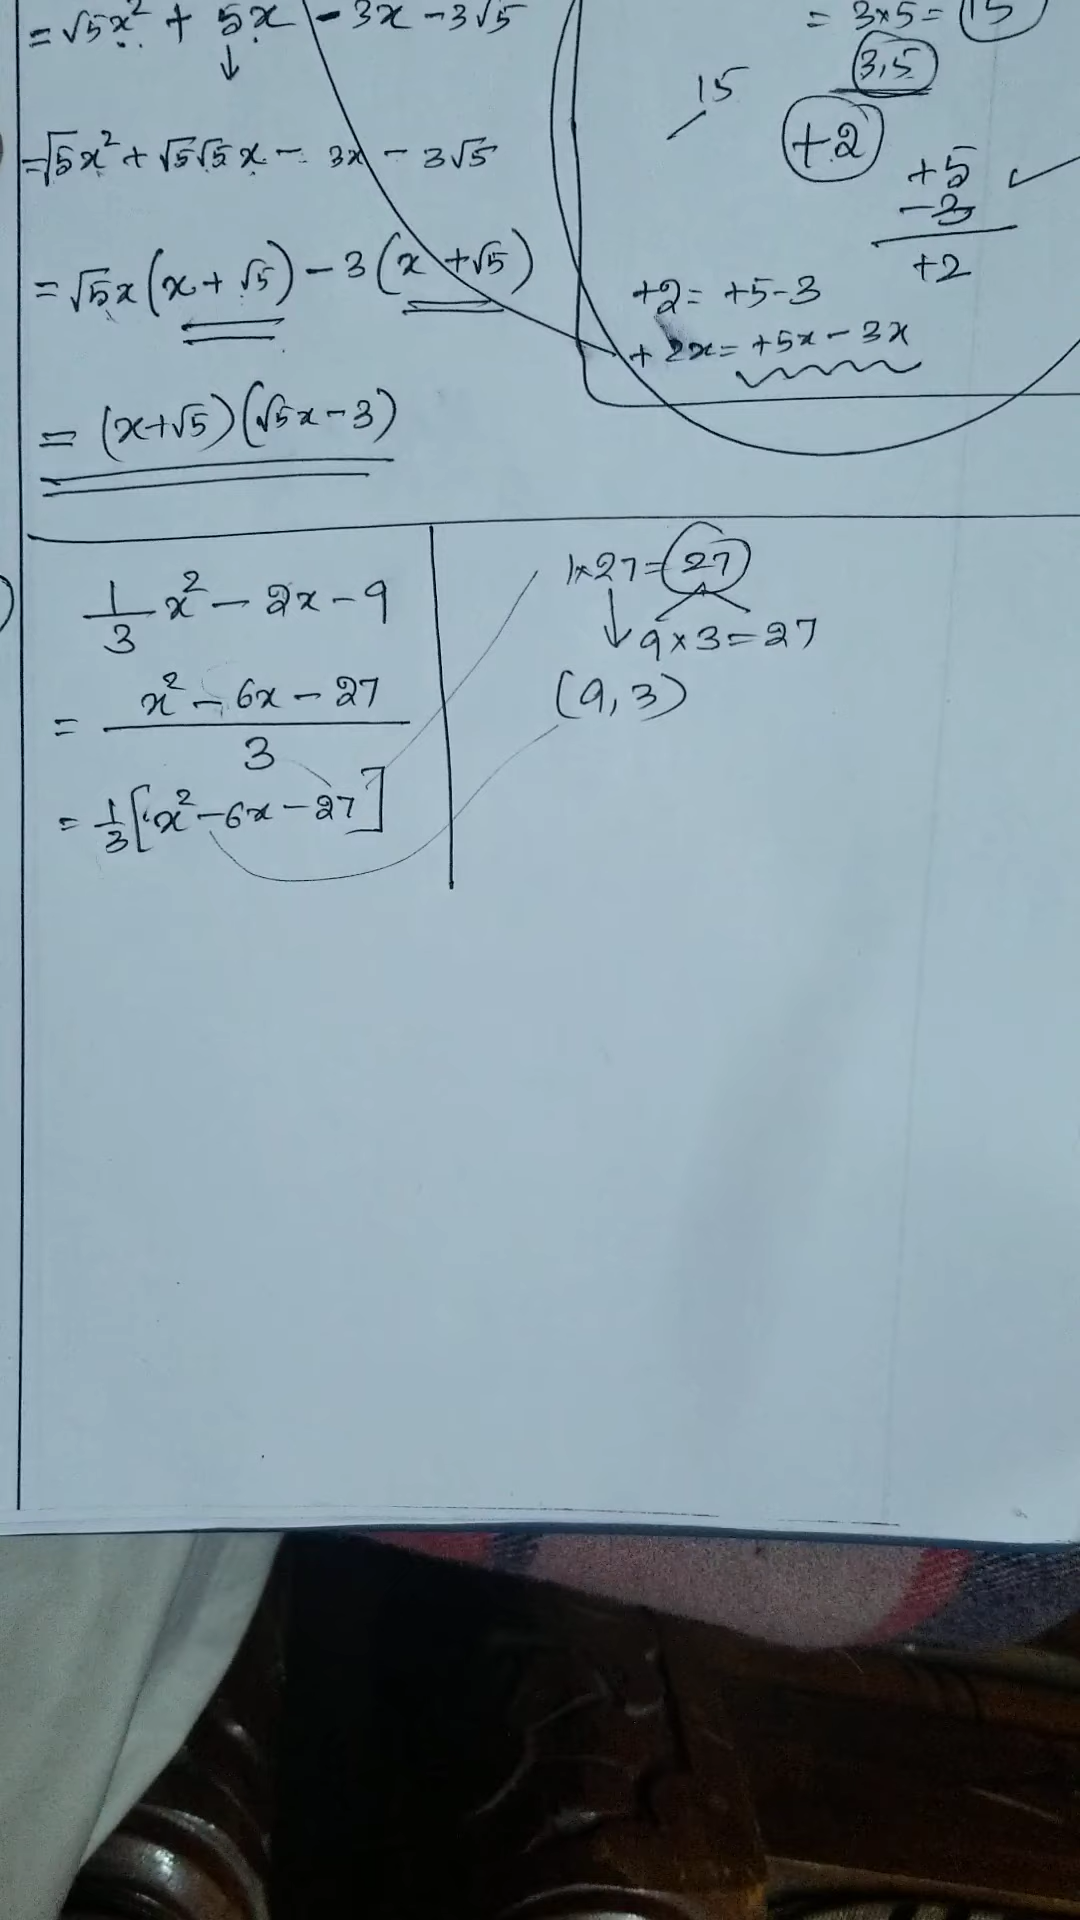 = √5x² + 5x - 3x - 3√5
↓
= √5x² + √5√5x - 3x - 3√5
= √5x(x + √5) - 3(x + √5)
= (x+√5)(√5x-3)
= 3×5 = 15
3,5
15
+2
+5 ✓
-3
+2
+2 = +5-3
+2x = +5x - 3x
1/3 x² - 2x - 9
= x² - 6x - 27 / 3
= 1/3 [x² - 6x - 27]
1×27 = 27
↓ 9×3 = 27
(9,3)